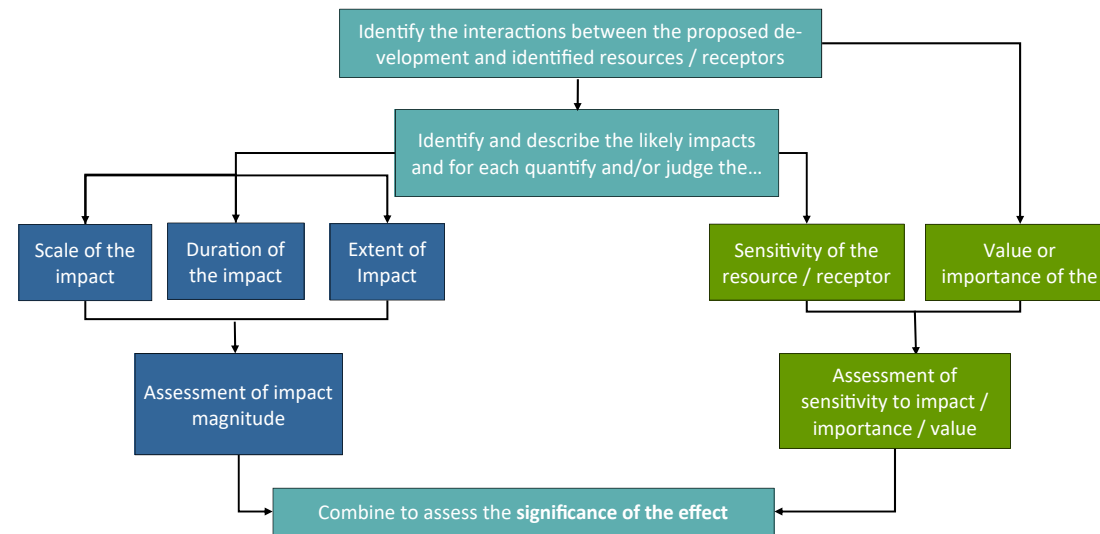 Identify the interactions between the proposed de-
velopment and identified resources / receptors
Identify and describe the likely impacts
and for each quantify and/or judge the…
Scale of the
impact
Duration of
the impact
Extent of
Impact
Sensitivity of the
resource / receptor
Value or
importance of the
Assessment of impact
magnitude
Assessment of
sensitivity to impact /
importance / value
Combine to assess the significance of the effect